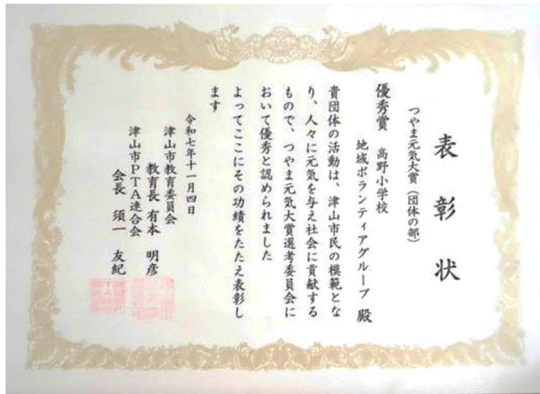 表彰状
つやま元気大賞(団体の部)
優秀賞 高野小学校
地域ボランティアグループ 殿
貴団体の活動は、津山市民の模範とな
り、人々に元気を与え社会に貢献する
もので、つやま元気大賞選考委員会に
おいて優秀と認められました
よってここにその功績をたたえ表彰し
ます
令和七年十一月四日
津山市教育委員会
教育長 有本 明彦
津山市PTA連合会
会長 須一 友紀